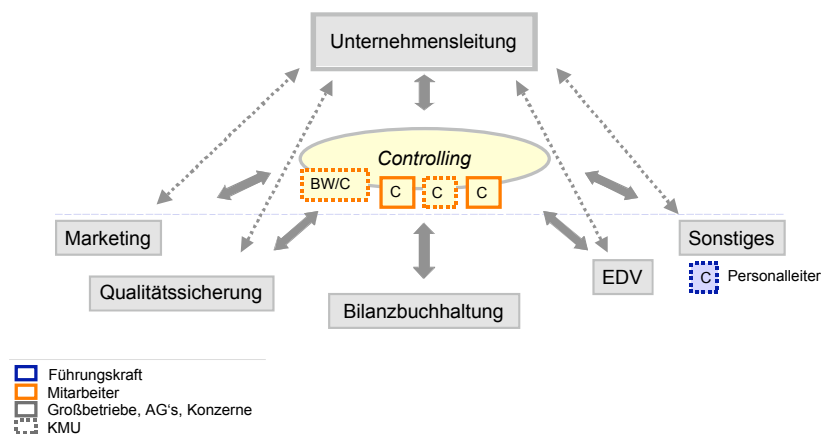 Unternehmensleitung
Controlling
BW/C
C
C
C
Marketing
Sonstiges
Qualitätssicherung
EDV
C
Personalleiter
Bilanzbuchhaltung
Führungskraft
Mitarbeiter
Großbetriebe, AG‘s, Konzerne
KMU